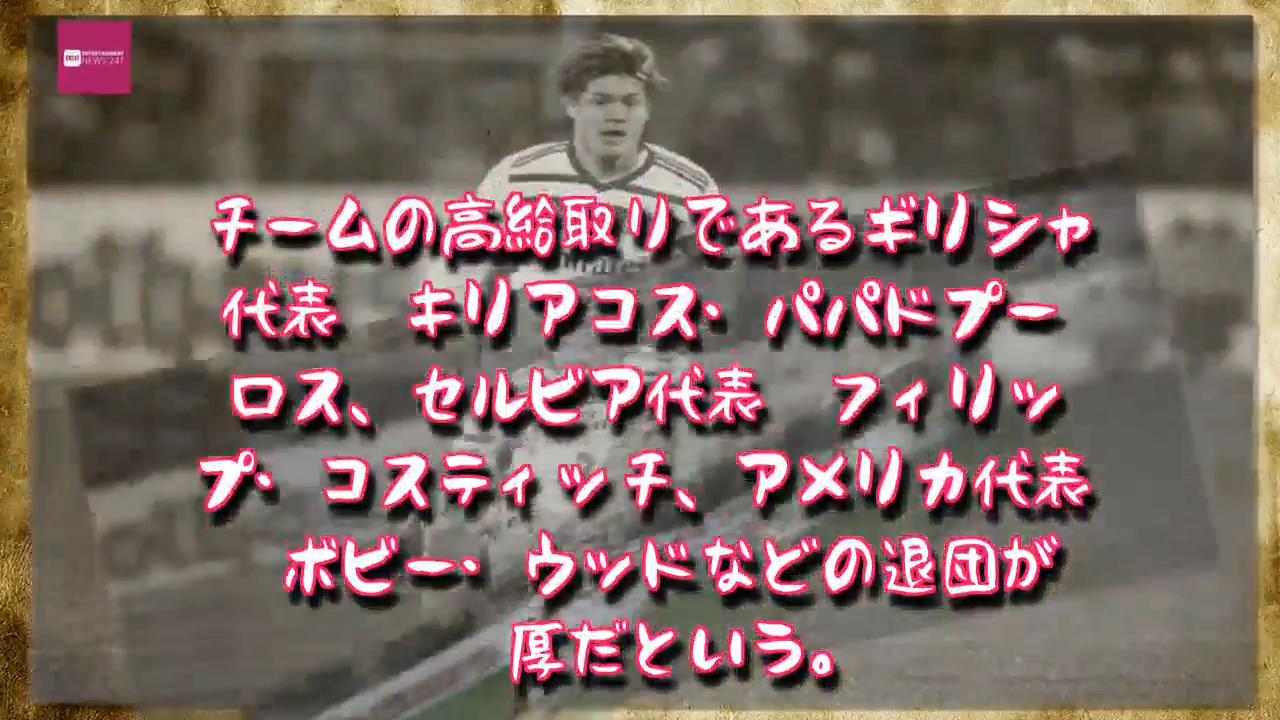 ENTERTAINMENT
NEWS 247
チームの高給取りであるギリシャ
代表　キリアコス・パパドプー
ロス、セルビア代表　フィリッ
プ・コスティッチ、アメリカ代表
ボビー・ウッドなどの退団が
厚だという。